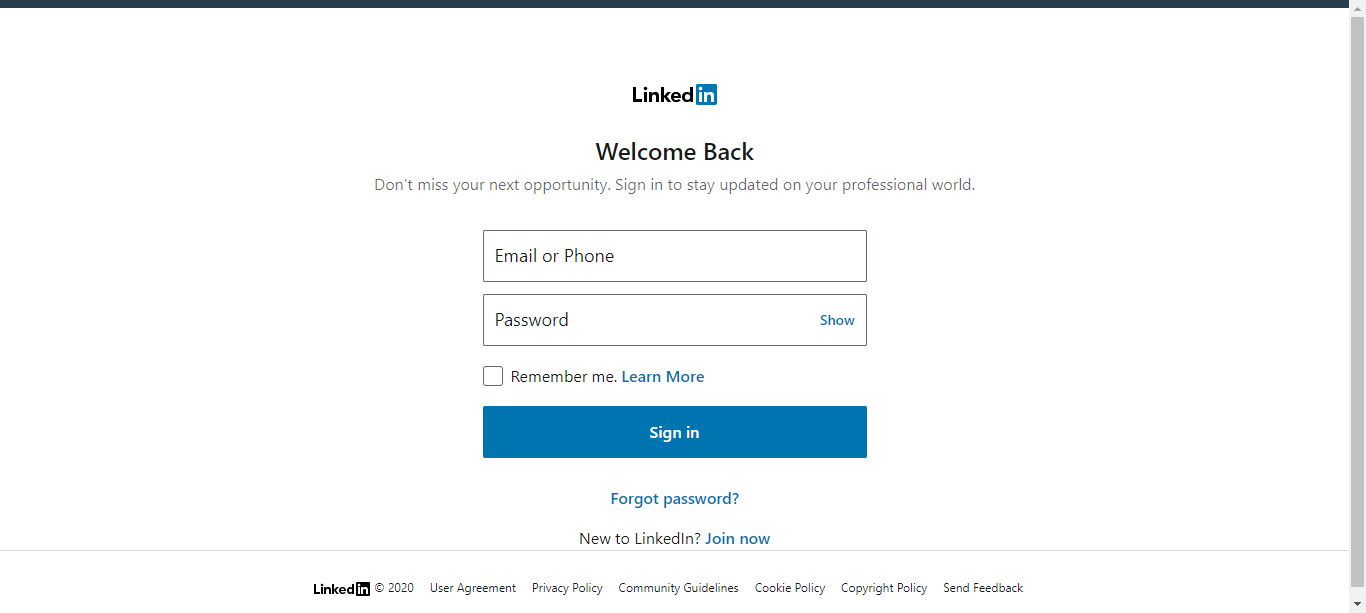 Linkedin
Welcome Back
Don't miss your next opportunity. Sign in to stay updated on your professional world.
Email or Phone
Password Show
Remember me. Learn More
Sign in
Forgot password?
New to LinkedIn? Join now
Linkedin © 2020 User Agreement Privacy Policy Community Guidelines Cookie Policy Copyright Policy Send Feedback